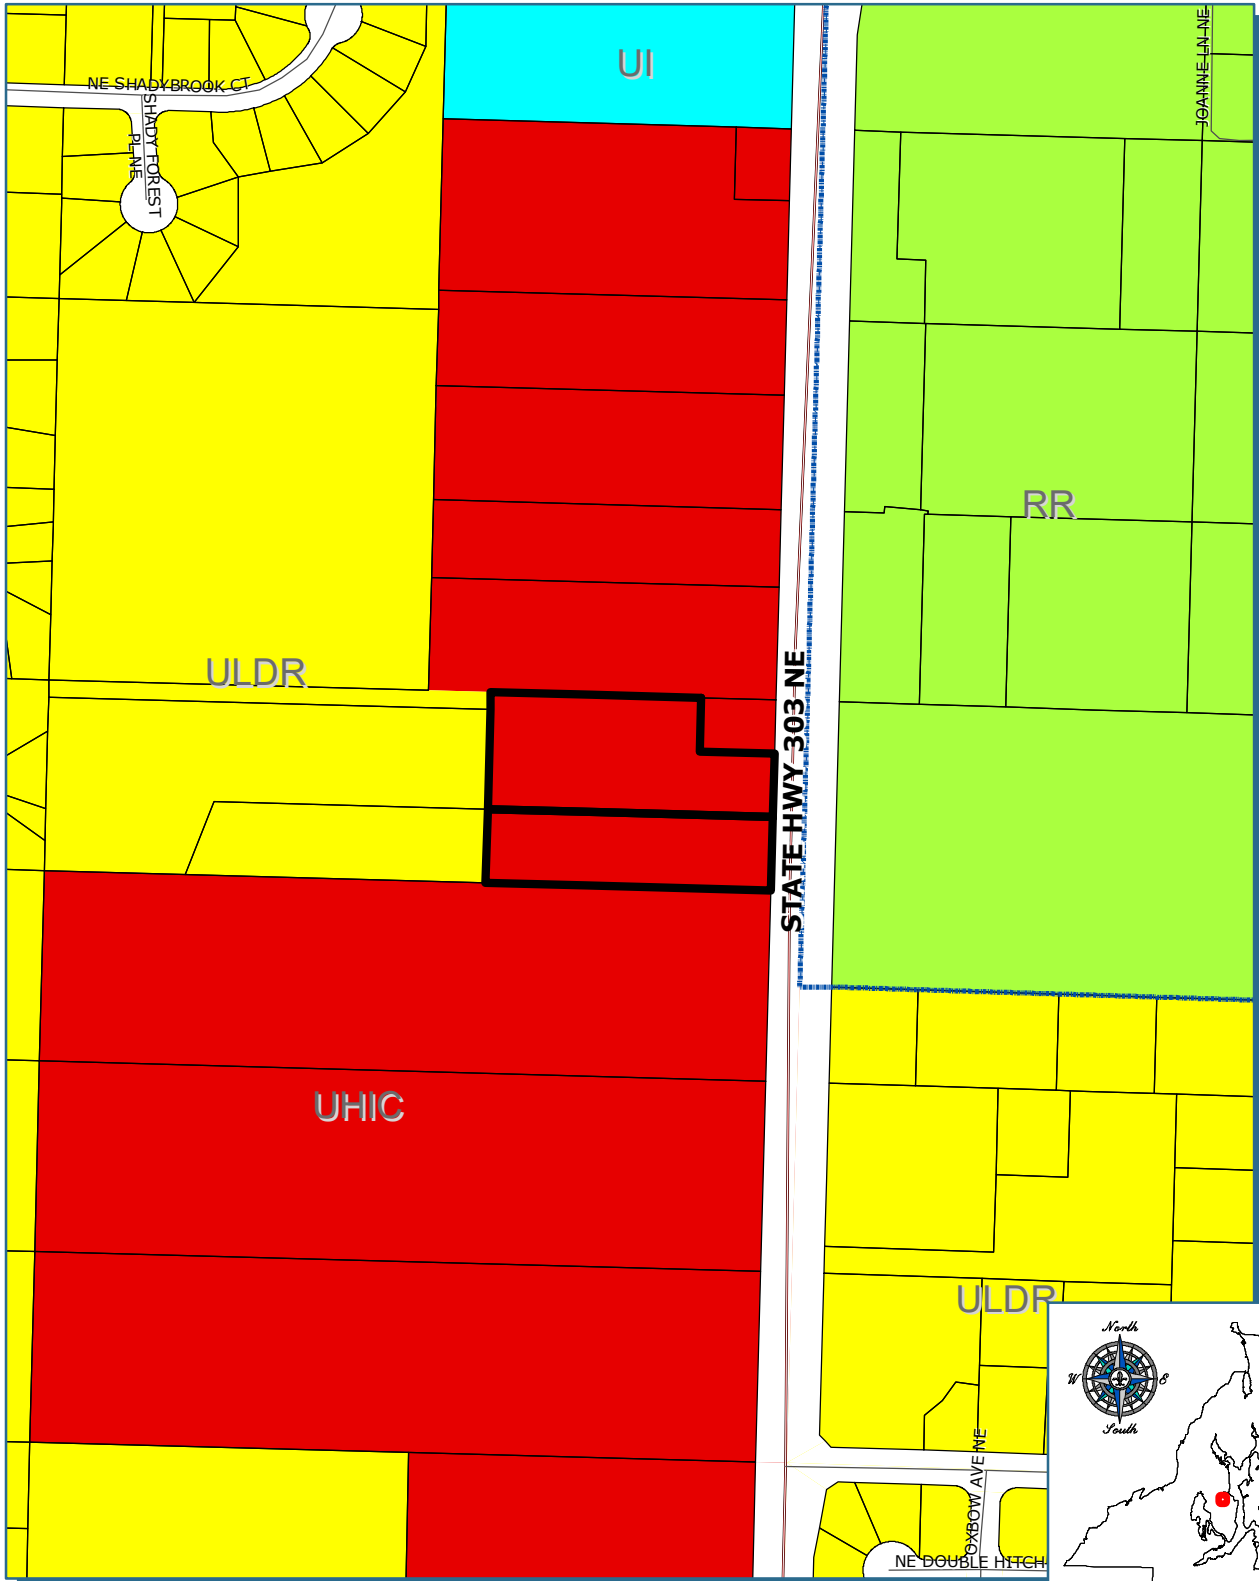 UI
JOANNE LN NE
NE SHADYBROOK CT
SHADY FOREST
PL NE
RR
ULDR
STATE HWY 303 NE
UHIC
ULDR
North
W
E
South
OXBOW AVE NE
NE DOUBLE HITCH